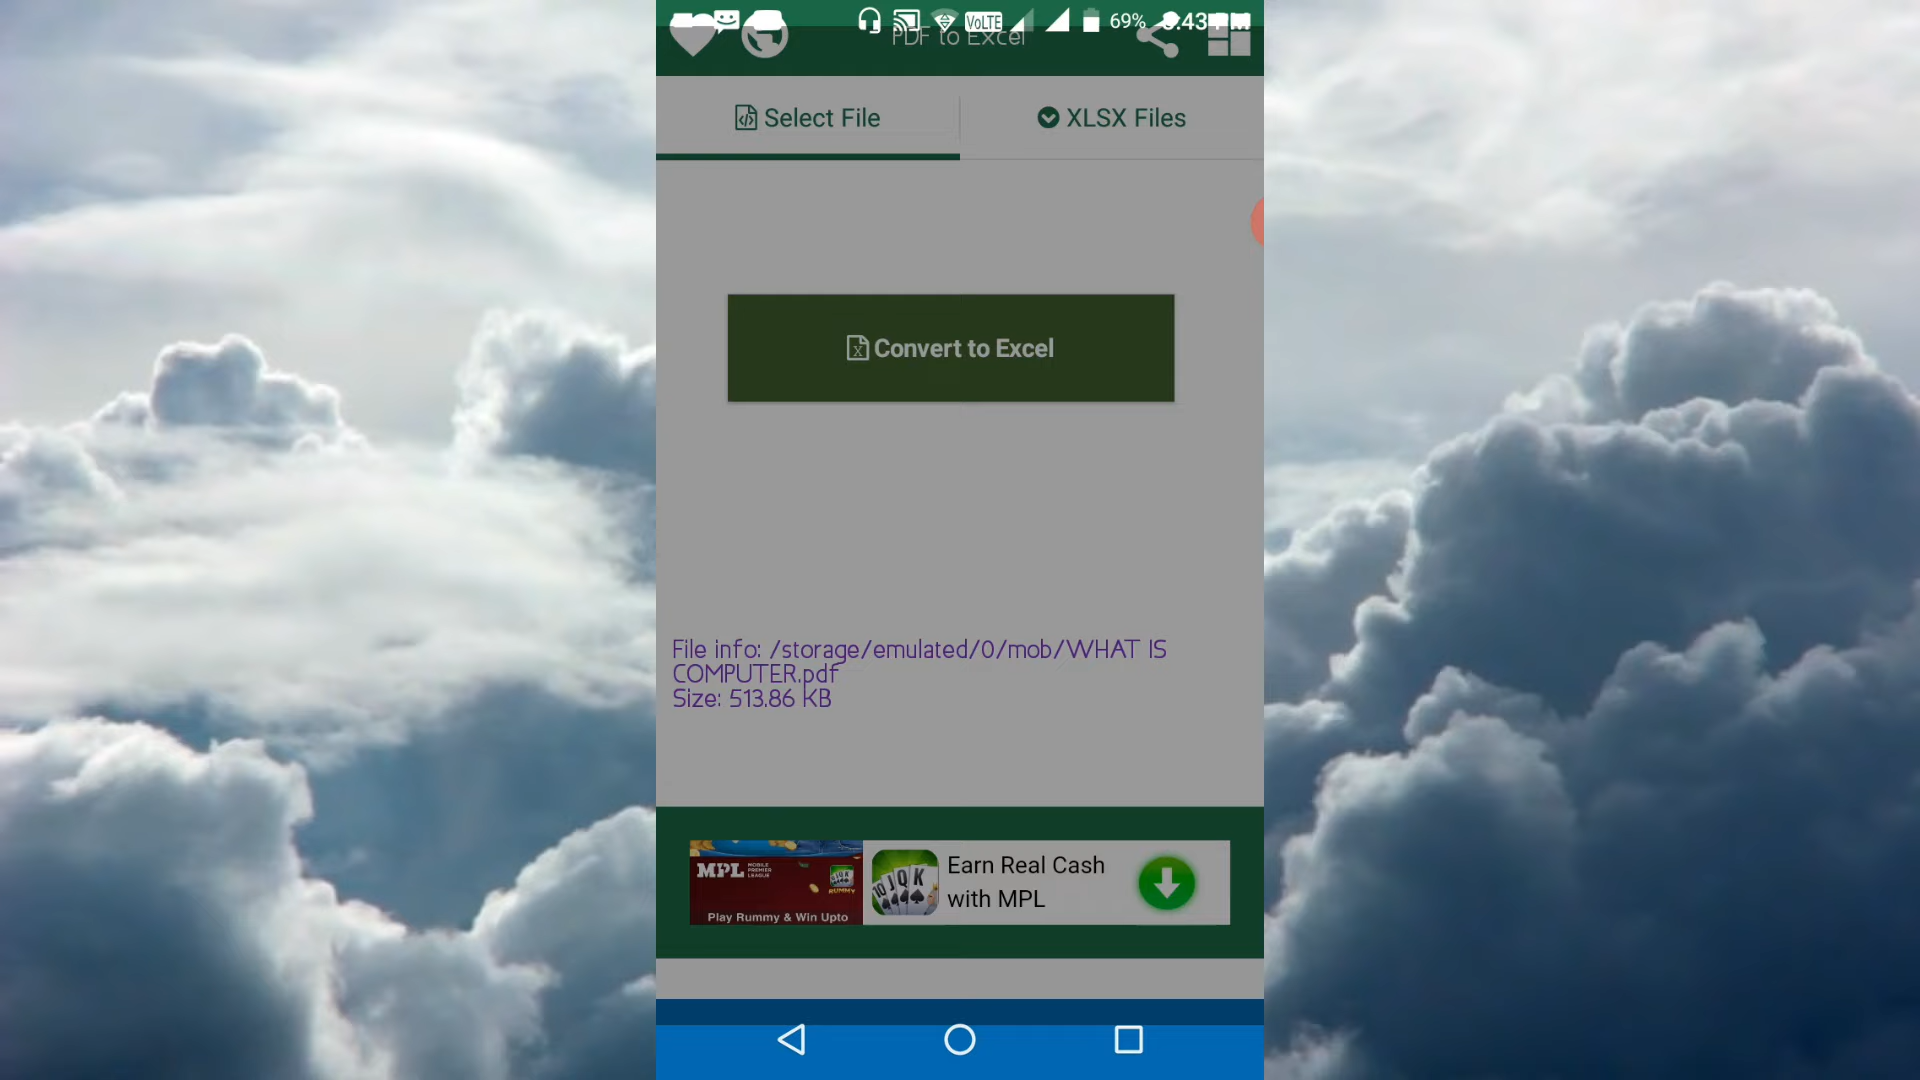 VoLTE 69%
PDF to Excel
Select File
XLSX Files
Convert to Excel
File info: /storage/emulated/0/mob/WHAT IS
COMPUTER.pdf
Size: 513.86 KB
MPL MOBILE
PREMIER
LEAGUE
RUMMY
Play Rummy & Win Upto
10 J Q K
Earn Real Cash
with MPL